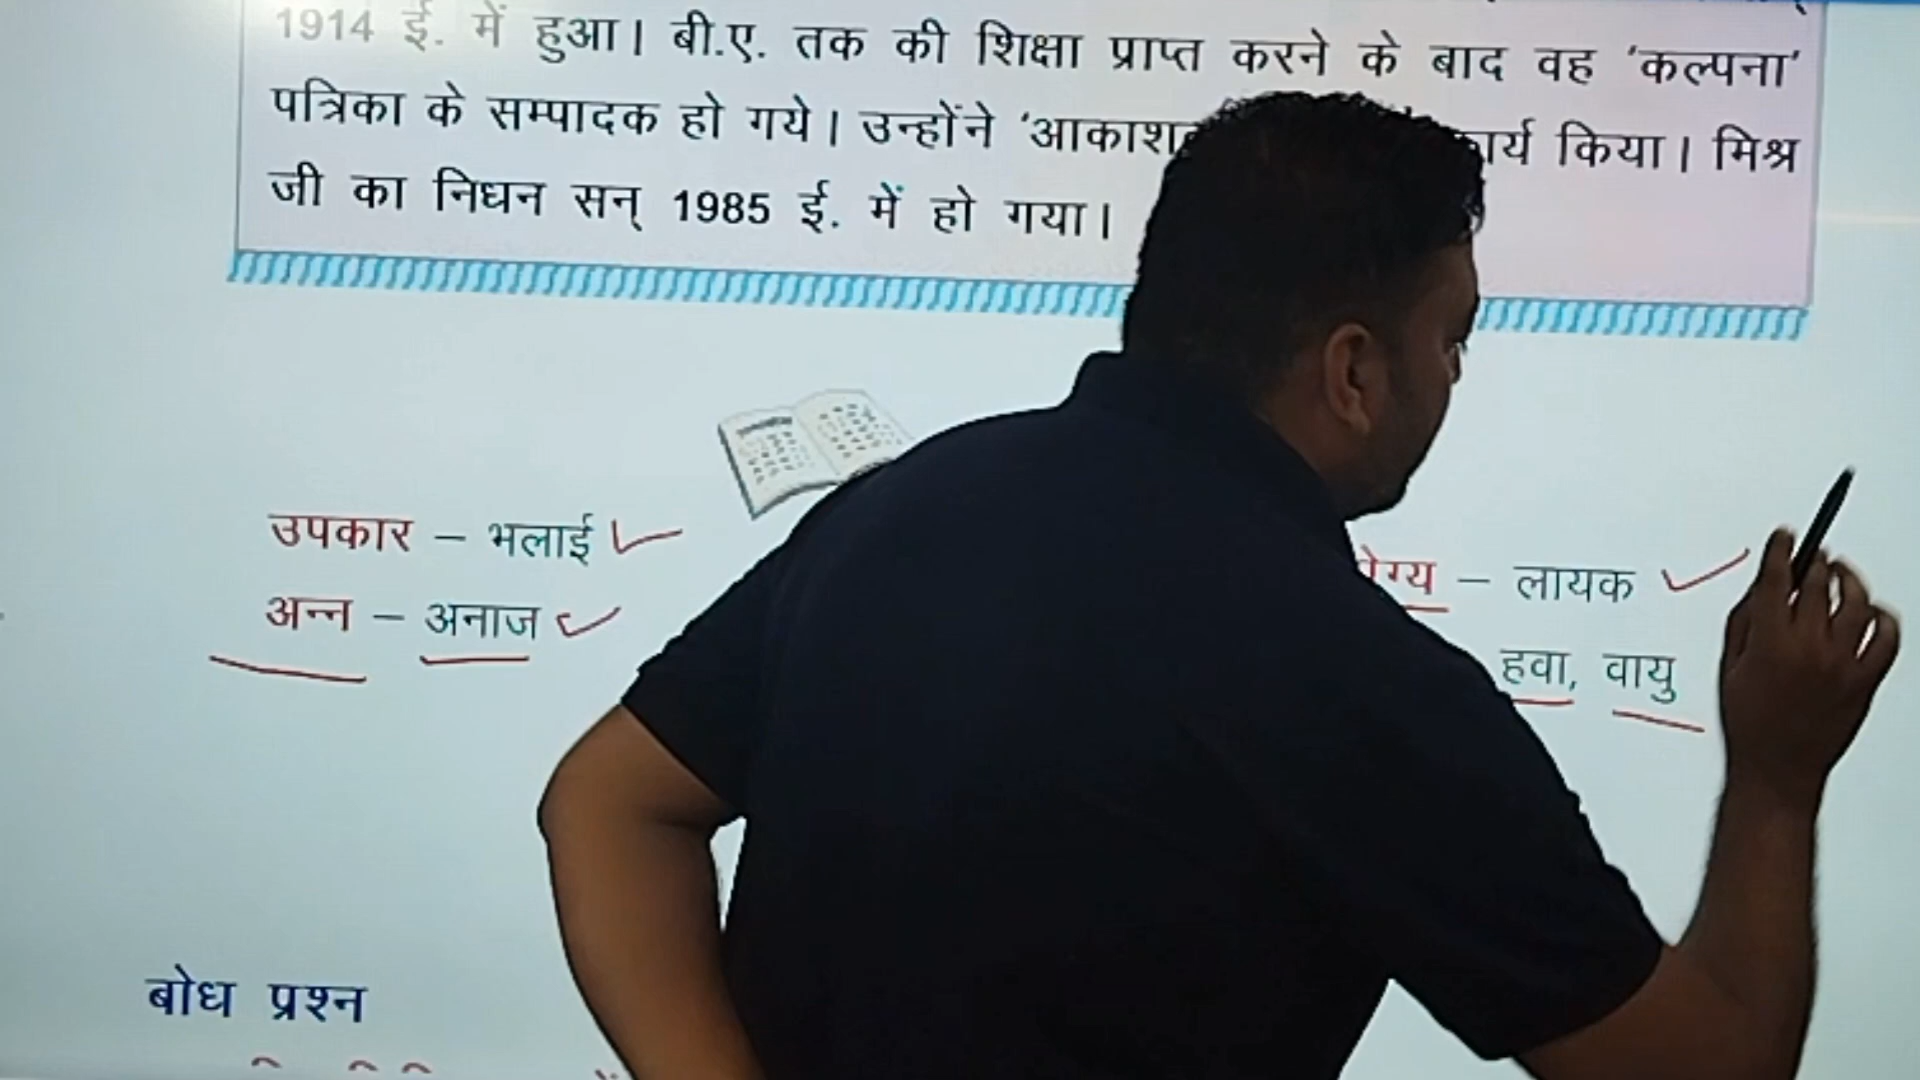 1914 ई. में हुआ। बी.ए. तक की शिक्षा प्राप्त करने के बाद वह 'कल्पना'
पत्रिका के सम्पादक हो गये। उन्होंने किया। मिश्र
जी का निधन सन् 1985 ई. में हो गया।
उपकार – भलाई – लायक
अन्न – अनाज हवा, वायु
बोध प्रश्न